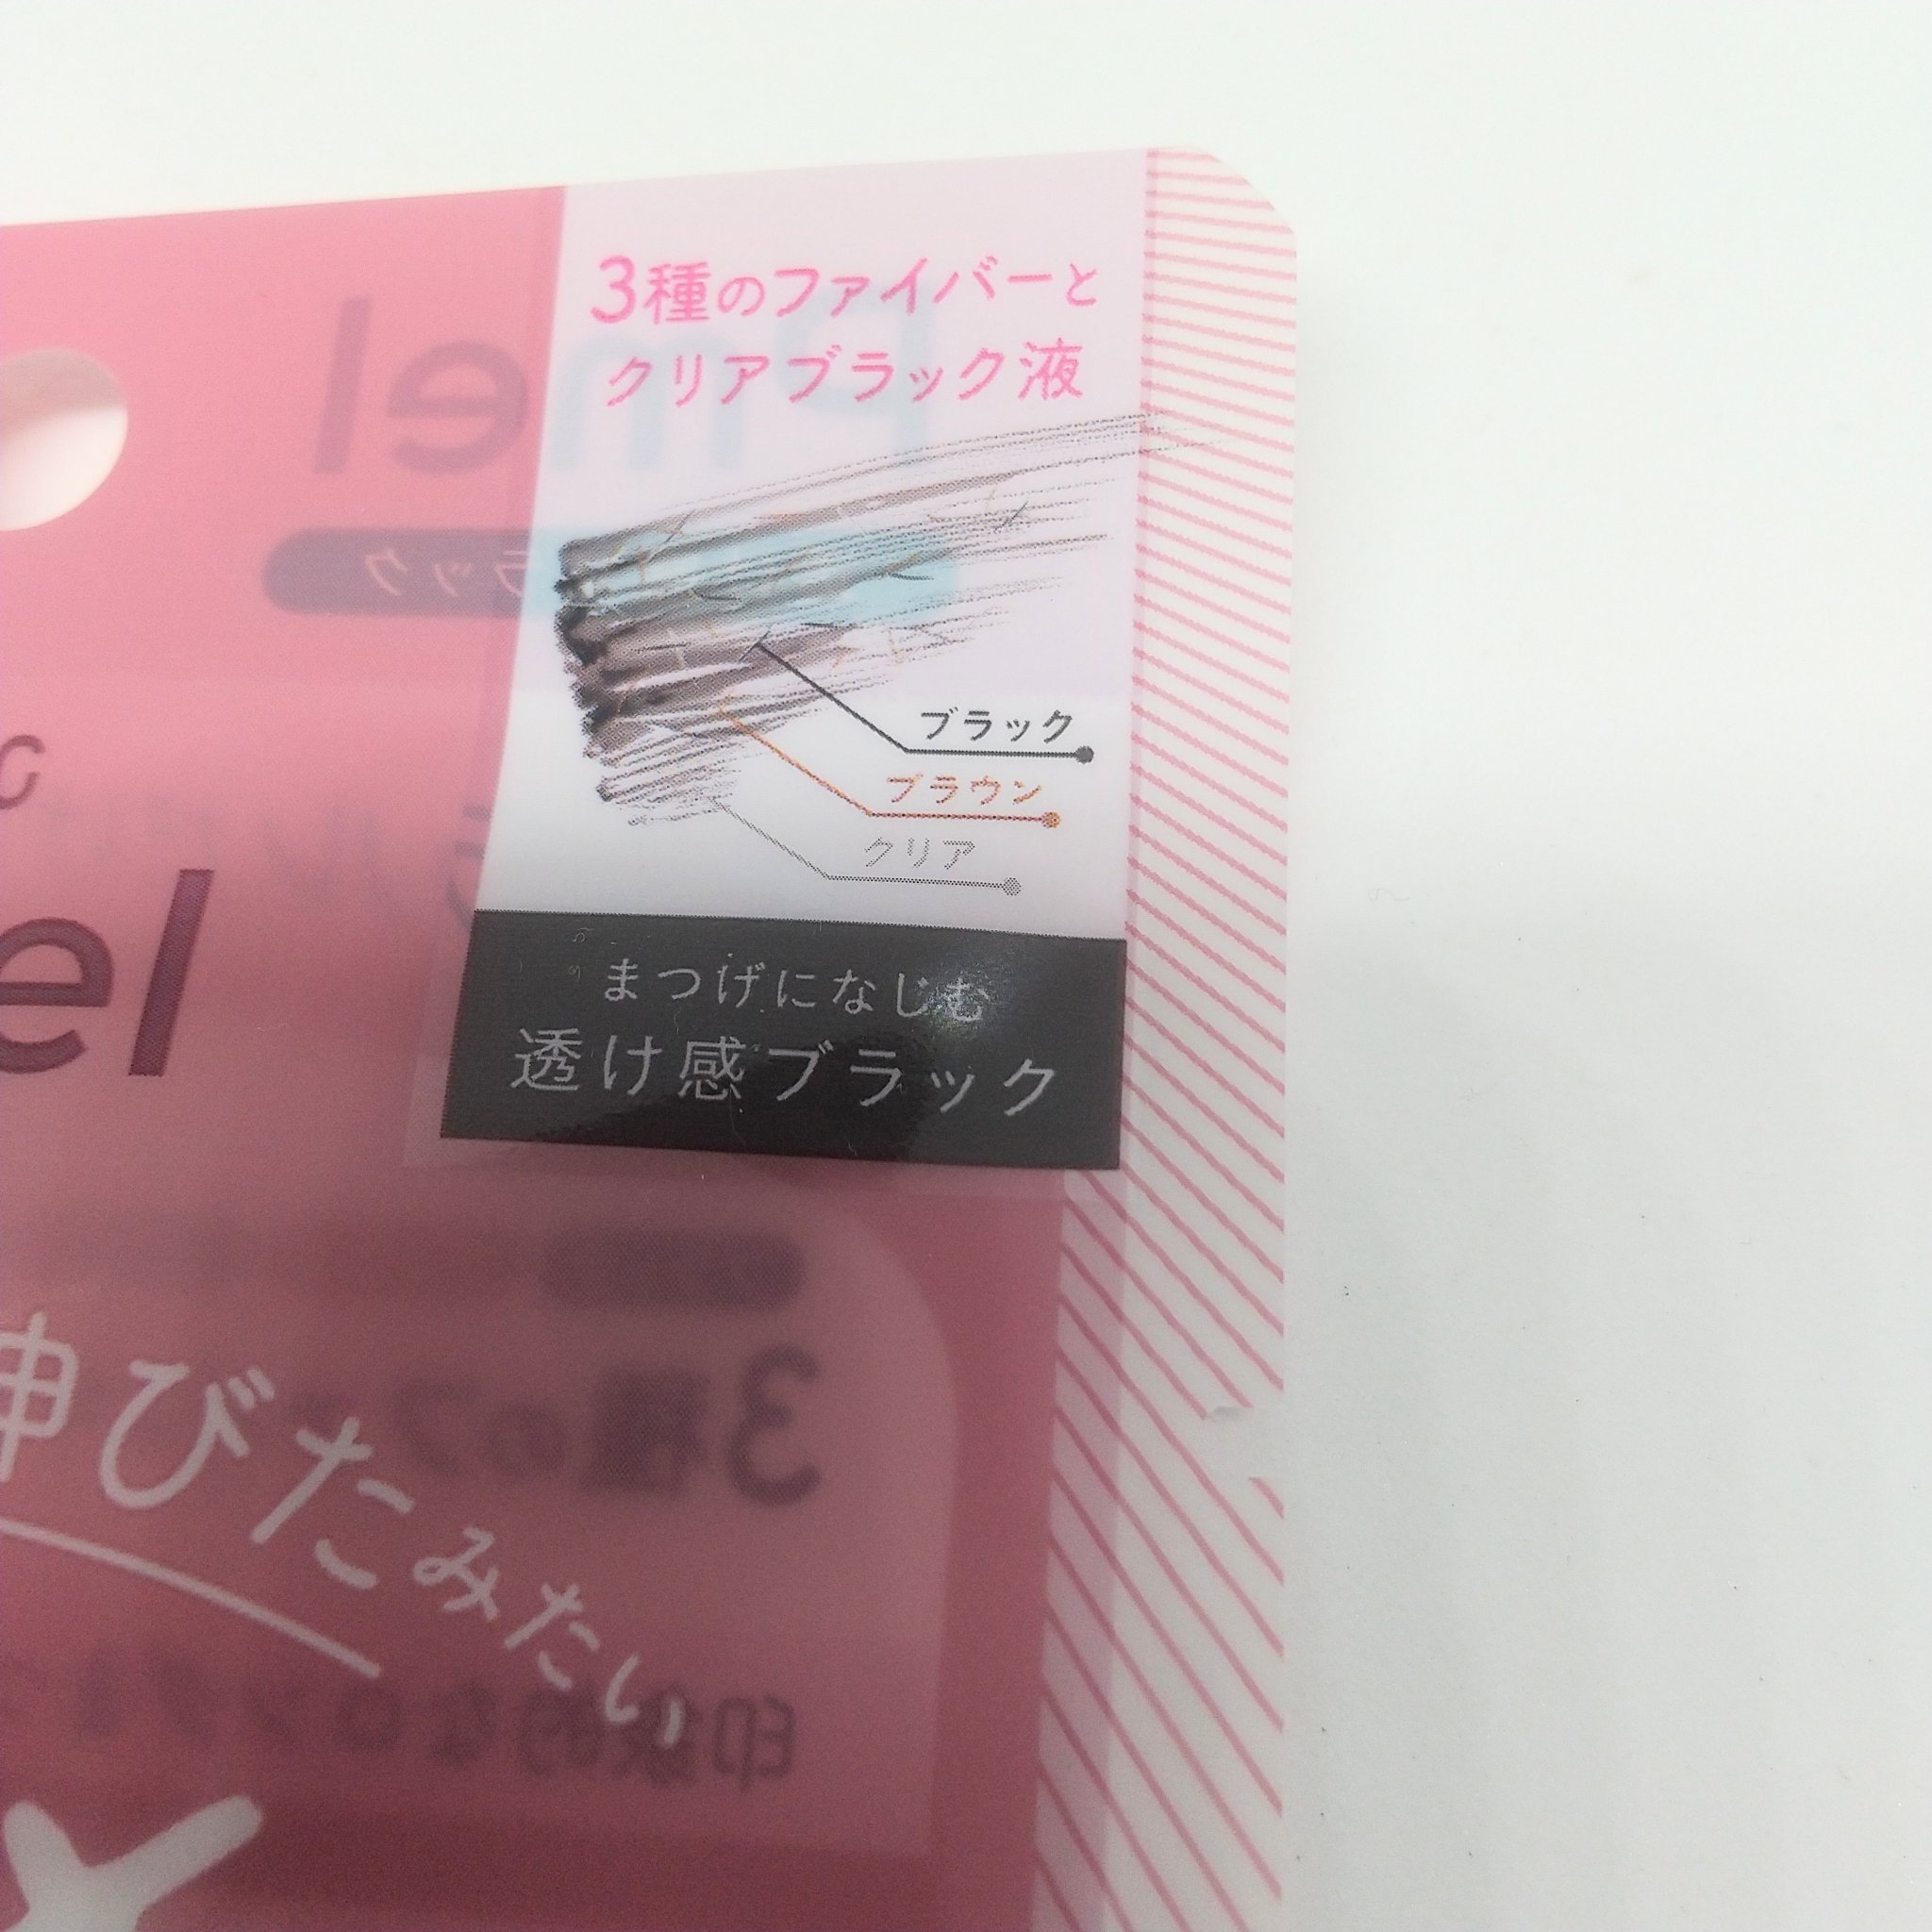 3種のファイバーと
クリアブラック液
ブラック
ブラウン
クリア
まつげになじむ
透け感ブラック
c
el
伸びたみたい